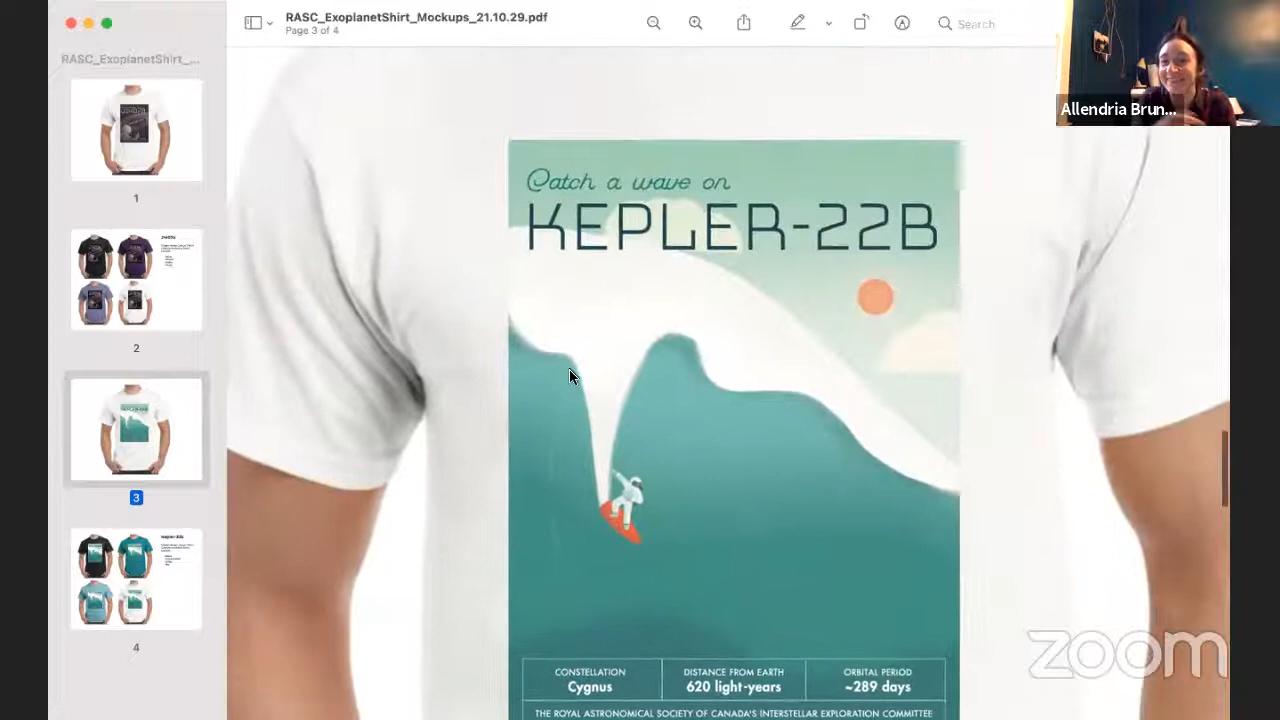 RASC_ExoplanetShirt_Mockups_21.10.29.pdf
Page 3 of 4
Search
RASC_ExoplanetShirt_...
1
2
3
4
Allendria Brun...
Catch a wave on
KEPLER-22B
CONSTELLATION
Cygnus
DISTANCE FROM EARTH
620 light-years
ORBITAL PERIOD
~289 days
THE ROYAL ASTRONOMICAL SOCIETY OF CANADA'S INTERSTELLAR EXPLORATION COMMITTEE
zoom